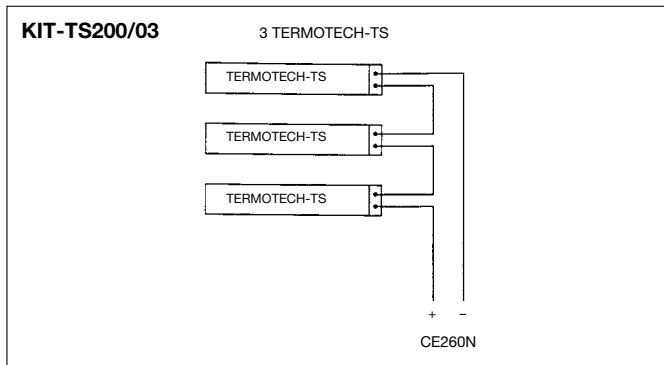 KIT-TS200/03 3 TERMOTECH-TS
TERMOTECH-TS
TERMOTECH-TS
TERMOTECH-TS
+ −
CE260N